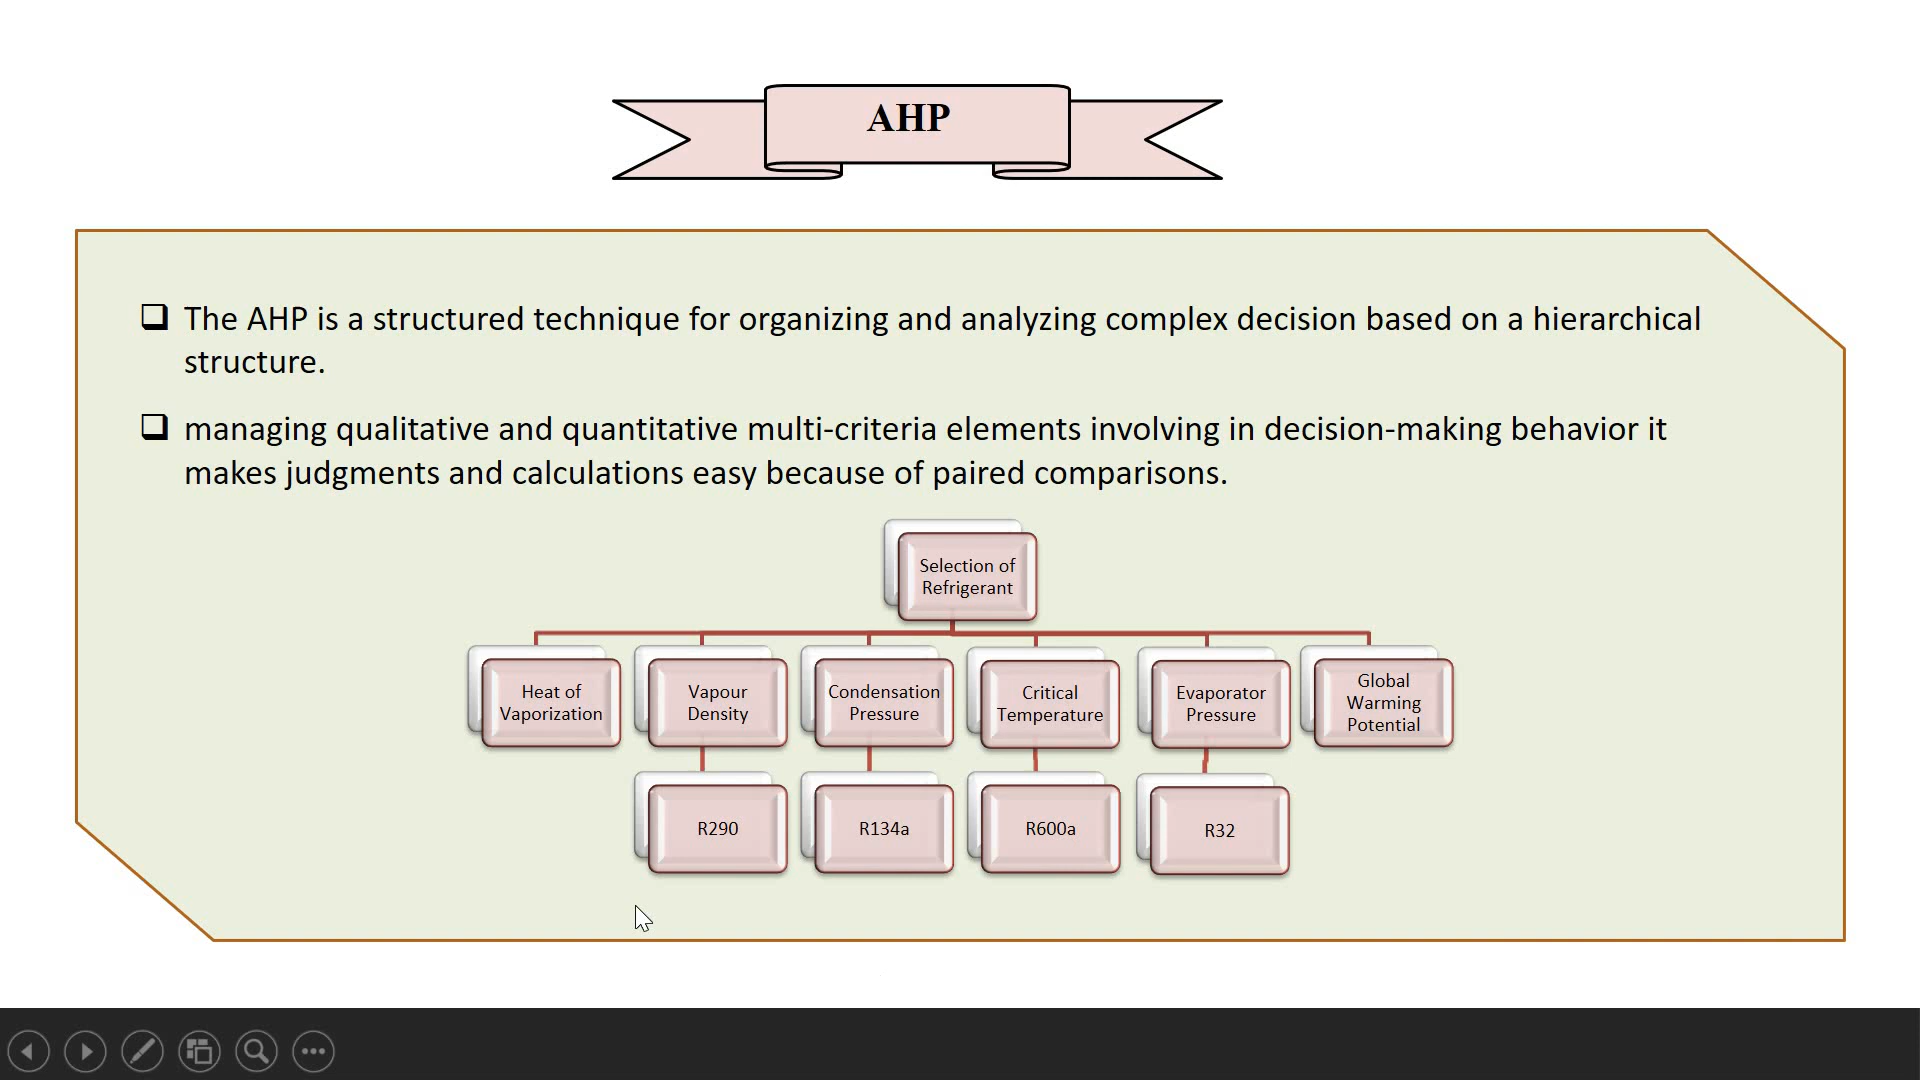 AHP
The AHP is a structured technique for organizing and analyzing complex decision based on a hierarchical
structure.
managing qualitative and quantitative multi-criteria elements involving in decision-making behavior it
makes judgments and calculations easy because of paired comparisons.
Selection of
Refrigerant
Heat of
Vaporization
Vapour
Density
Condensation
Pressure
Critical
Temperature
Evaporator
Pressure
Global
Warming
Potential
R290
R134a
R600a
R32